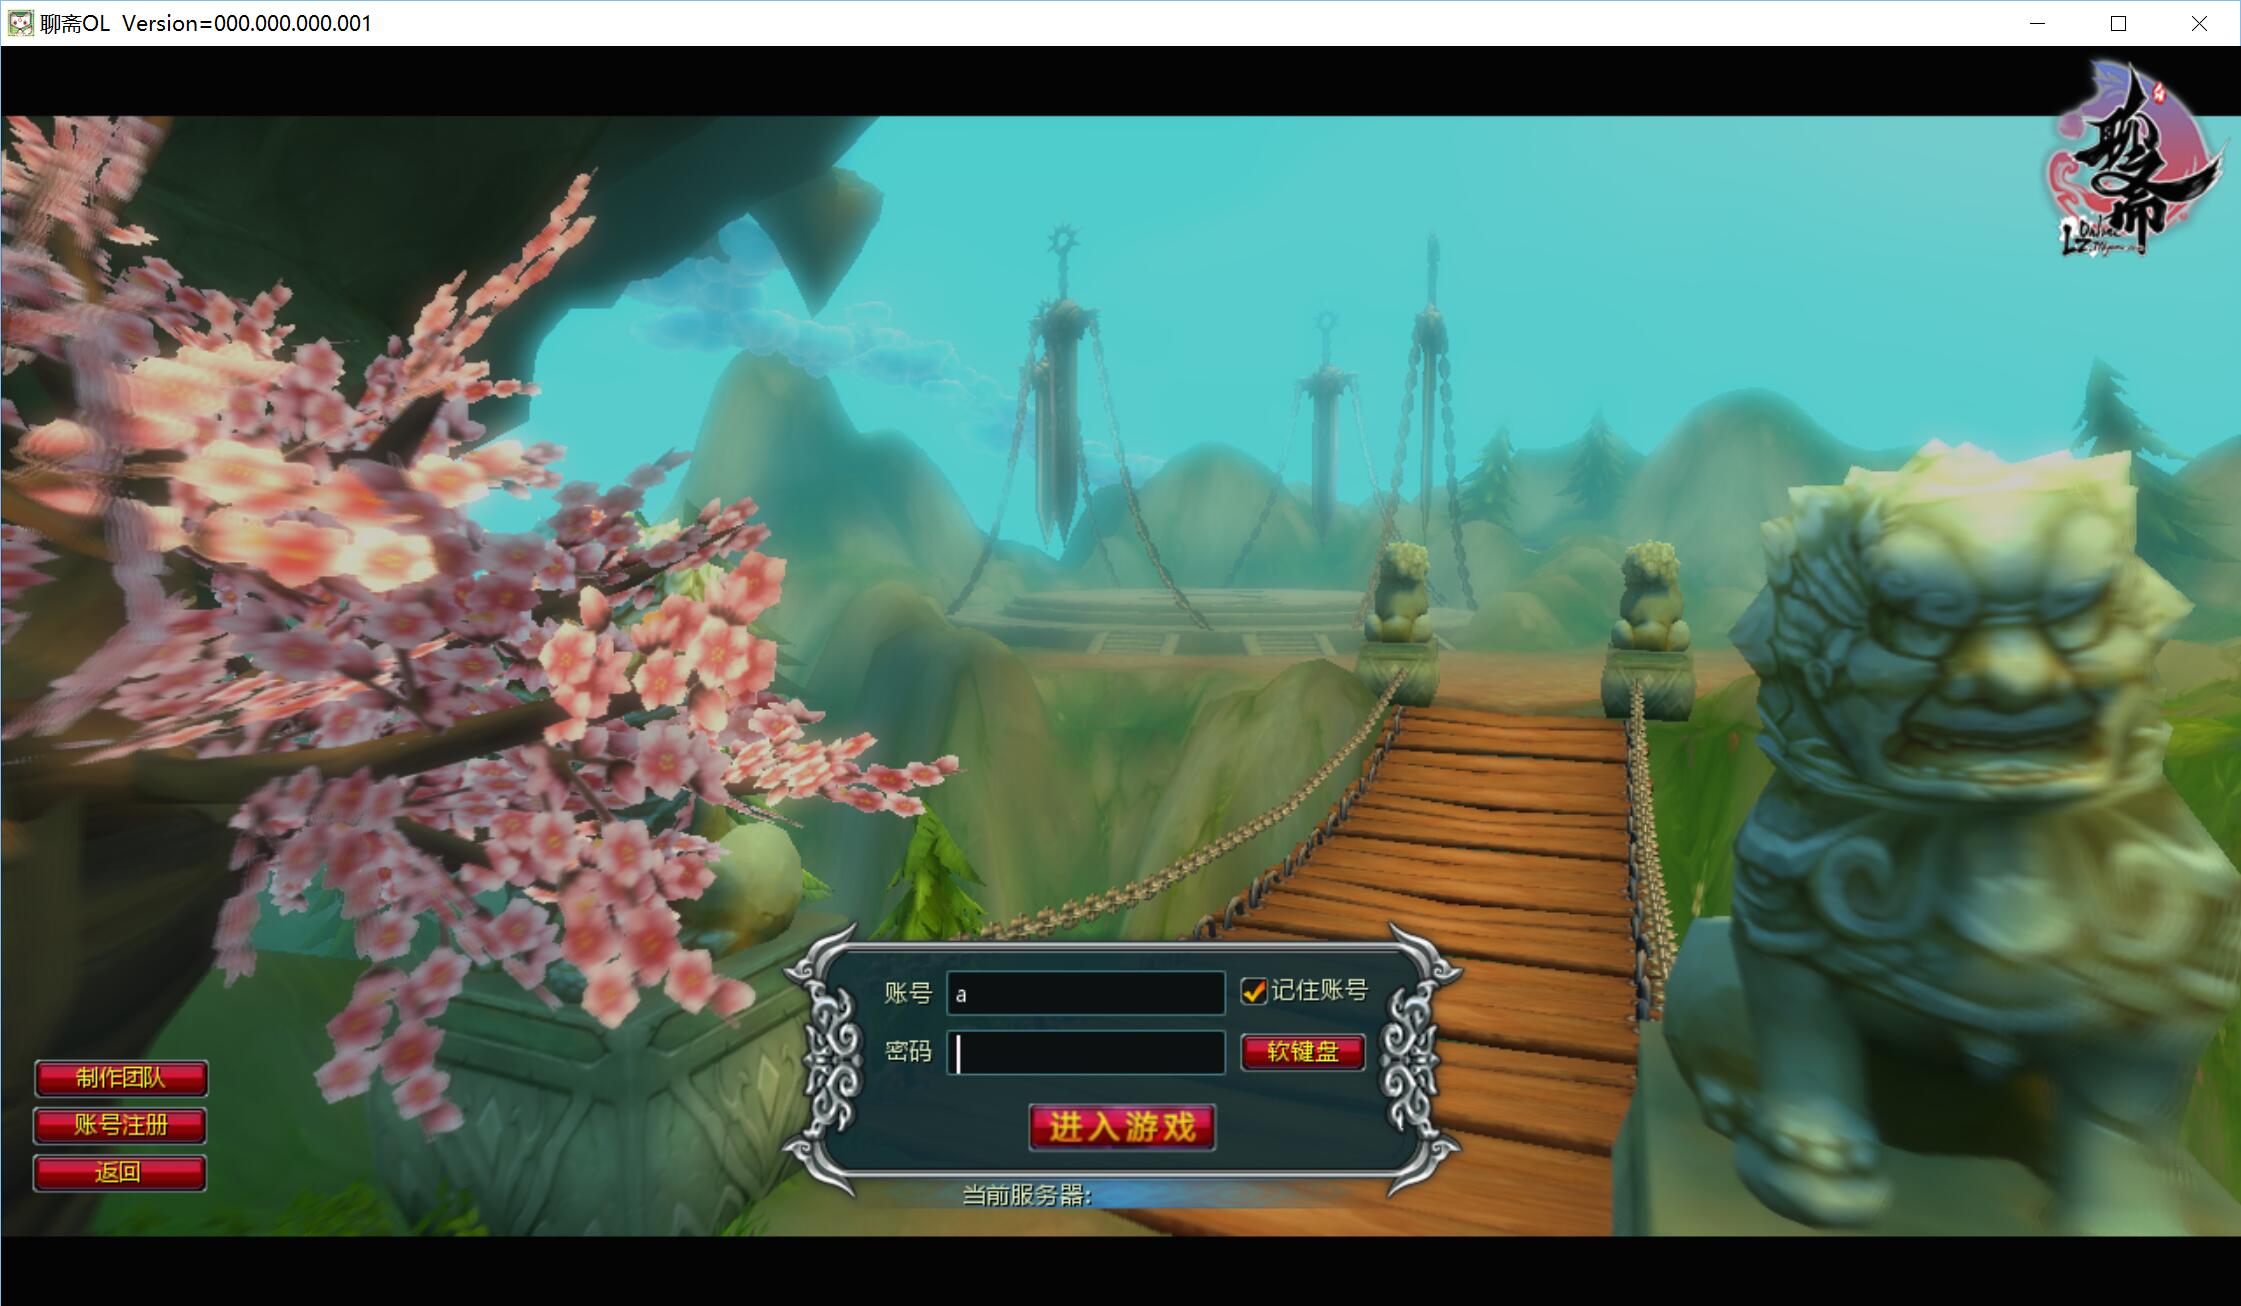 聊斋OL Version=000.000.000.001
聊斋
Online
LZ
账号 a 记住账号
密码 软键盘
进入游戏
当前服务器:
制作团队
账号注册
返回